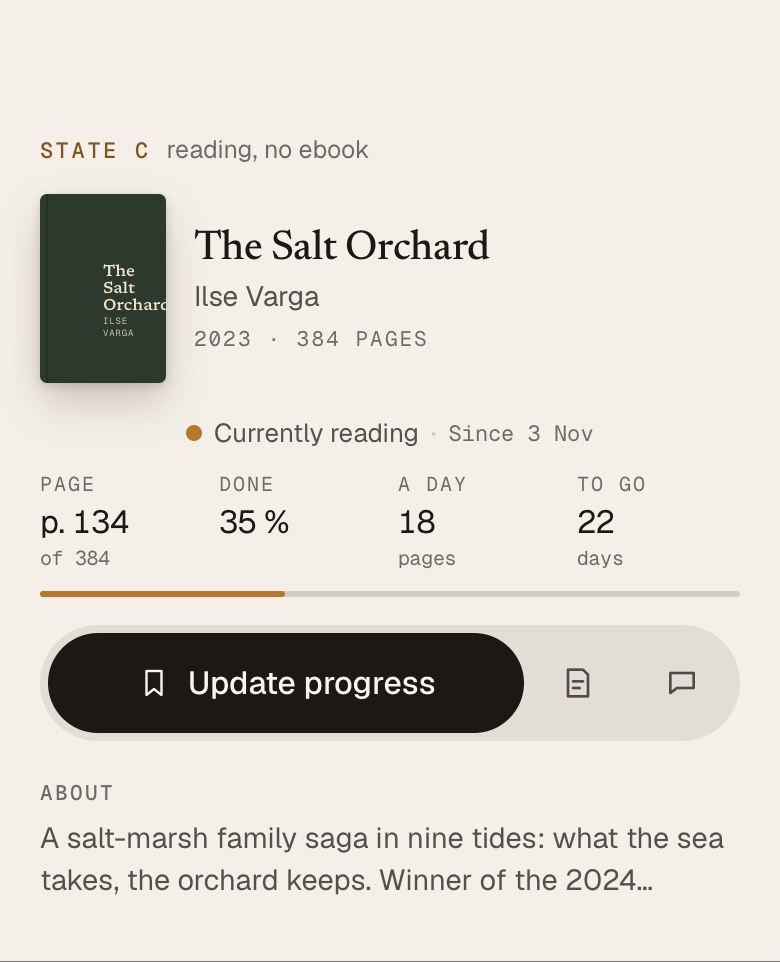 STATE C reading, no ebook
The
Salt
Orchard
ILSE
VARGA
The Salt Orchard
Ilse Varga
2023 · 384 PAGES
Currently reading · Since 3 Nov
PAGE DONE A DAY TO GO
p. 134 35 % 18 22
of 384 pages days
Update progress
ABOUT
A salt-marsh family saga in nine tides: what the sea
takes, the orchard keeps. Winner of the 2024…